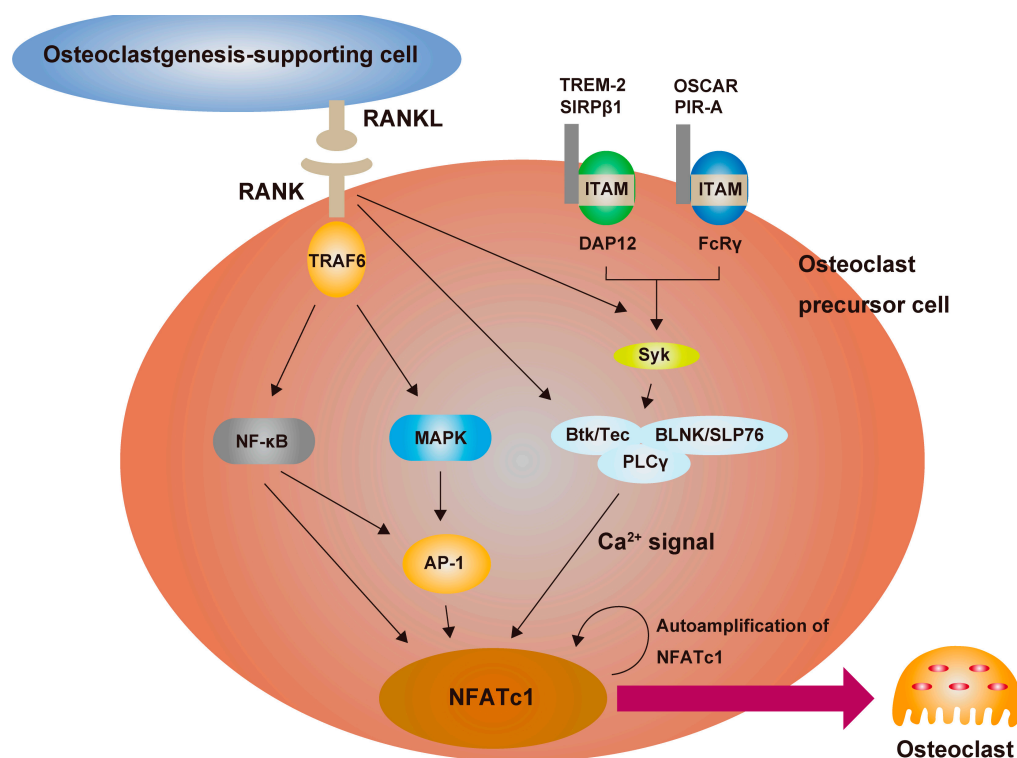 Osteoclastgenesis-supporting cell
RANKL
RANK
TRAF6
TREM-2
SIRPβ1
OSCAR
PIR-A
ITAM
ITAM
DAP12
FcRγ
Osteoclast
precursor cell
Syk
NF-κB
MAPK
Btk/Tec
BLNK/SLP76
PLCγ
Ca²⁺ signal
AP-1
Autoamplification of
NFATc1
NFATc1
Osteoclast